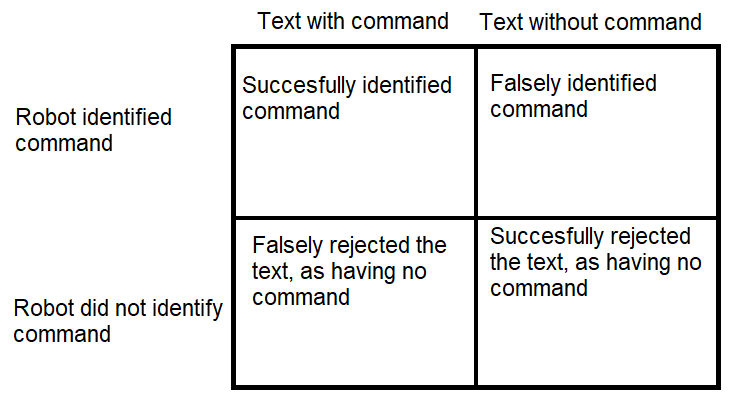 Text with command
Text without command
Succesfully identified
command
Falsely identified
command
Robot identified
command
Falsely rejected the
text, as having no
command
Succesfully rejected
the text, as having no
command
Robot did not identify
command